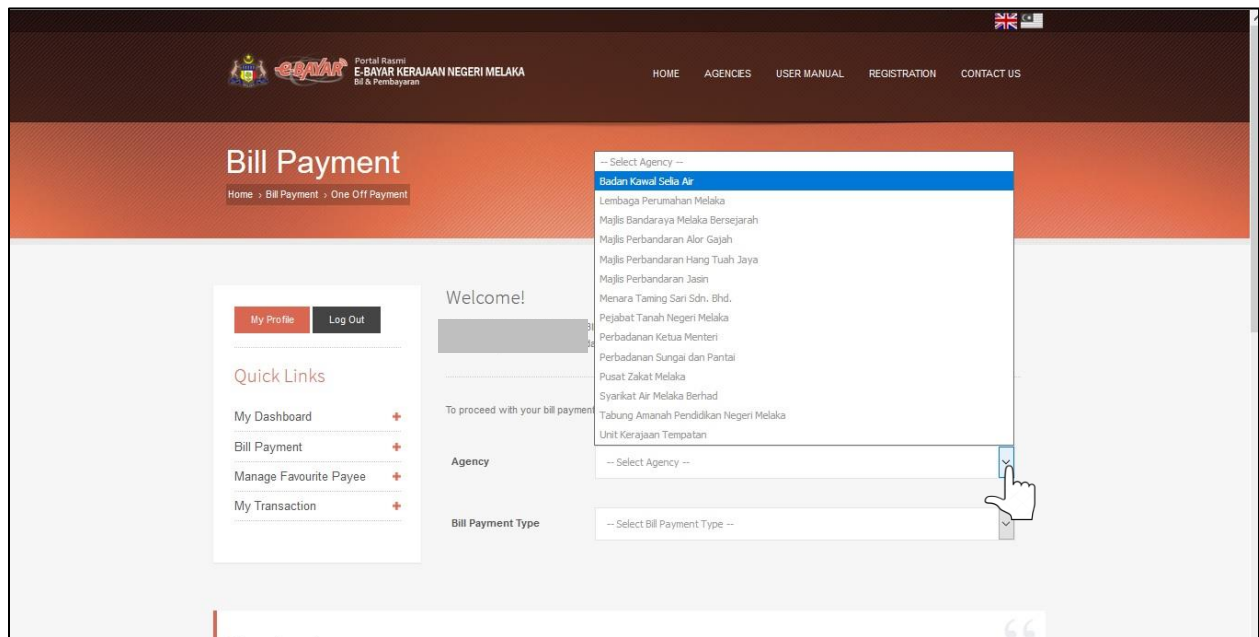 e-BAYAR
Portal Rasmi
E-BAYAR KERAJAAN NEGERI MELAKA
Bil & Pembayaran
HOME AGENCIES USER MANUAL REGISTRATION CONTACT US
Bill Payment
Home › Bill Payment › One Off Payment
-- Select Agency --
Badan Kawal Selia Air
Lembaga Perumahan Melaka
Majlis Bandaraya Melaka Bersejarah
Majlis Perbandaran Alor Gajah
Majlis Perbandaran Hang Tuah Jaya
Majlis Perbandaran Jasin
Menara Taming Sari Sdn. Bhd.
Pejabat Tanah Negeri Melaka
Perbadanan Ketua Menteri
Perbadanan Sungai dan Pantai
Pusat Zakat Melaka
Syarikat Air Melaka Berhad
Tabung Amanah Pendidikan Negeri Melaka
Unit Kerajaan Tempatan
My Profile Log Out
Quick Links
My Dashboard +
Bill Payment +
Manage Favourite Payee +
My Transaction +
Welcome!
To proceed with your bill payment
Agency -- Select Agency --
Bill Payment Type -- Select Bill Payment Type --